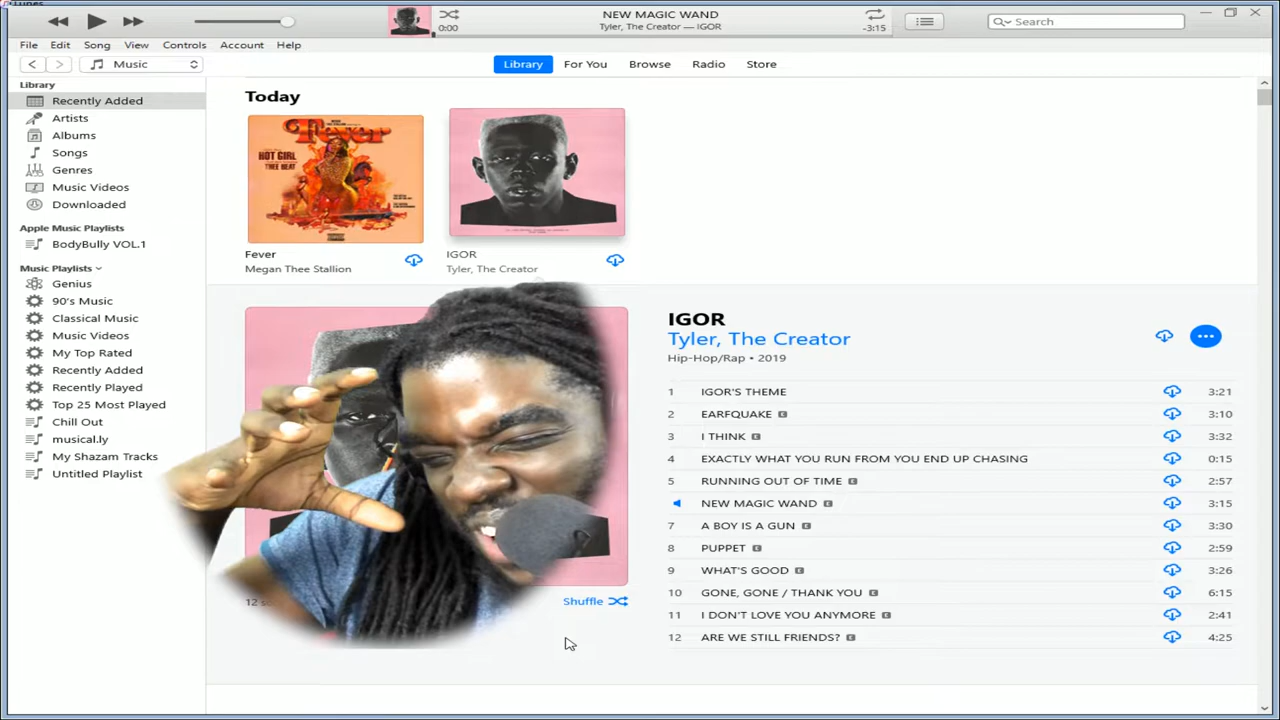 iTunes
NEW MAGIC WAND
Tyler, The Creator — IGOR
0:00
-3:15
Search
File Edit Song View Controls Account Help
Music
Library For You Browse Radio Store
Library
Recently Added
Artists
Albums
Songs
Genres
Music Videos
Downloaded
Apple Music Playlists
BodyBully VOL.1
Music Playlists
Genius
90's Music
Classical Music
Music Videos
My Top Rated
Recently Added
Recently Played
Top 25 Most Played
Chill Out
musical.ly
My Shazam Tracks
Untitled Playlist
Today
Fever
HOT GIRL
THEE BEAT
Fever
Megan Thee Stallion
IGOR
Tyler, The Creator
12
Shuffle
IGOR
Tyler, The Creator
Hip-Hop/Rap • 2019
1 IGOR'S THEME 3:21
2 EARFQUAKE E 3:10
3 I THINK E 3:32
4 EXACTLY WHAT YOU RUN FROM YOU END UP CHASING 0:15
5 RUNNING OUT OF TIME E 2:57
NEW MAGIC WAND E 3:15
7 A BOY IS A GUN E 3:30
8 PUPPET E 2:59
9 WHAT'S GOOD E 3:26
10 GONE, GONE / THANK YOU E 6:15
11 I DON'T LOVE YOU ANYMORE E 2:41
12 ARE WE STILL FRIENDS? E 4:25